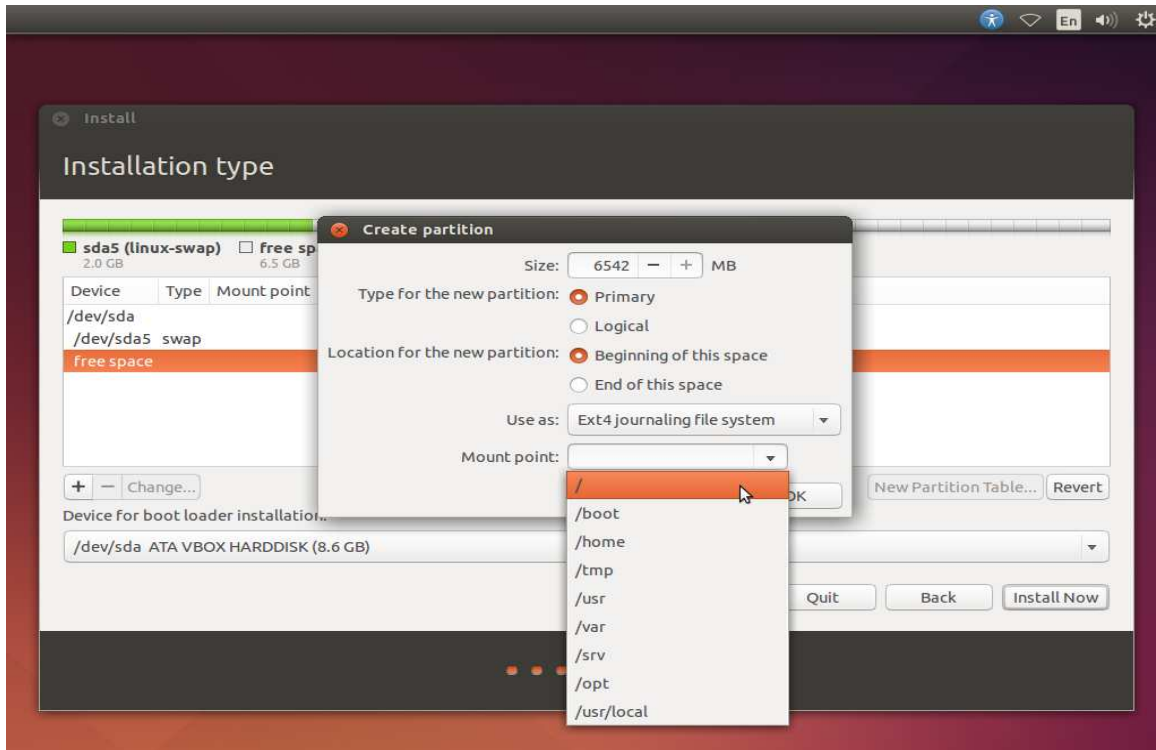 En
Install
Installation type
Create partition
sda5 (linux-swap) free sp
2.0 GB 6.5 GB
Size: 6542 − + MB
Device Type Mount point
Type for the new partition: Primary
/dev/sda
Logical
/dev/sda5 swap
Location for the new partition: Beginning of this space
free space
End of this space
Use as: Ext4 journaling file system
Mount point:
+ − Change...
/
OK
New Partition Table... Revert
/boot
Device for boot loader installation:
/home
/dev/sda ATA VBOX HARDDISK (8.6 GB)
/tmp
/usr
Quit Back Install Now
/var
/srv
/opt
/usr/local